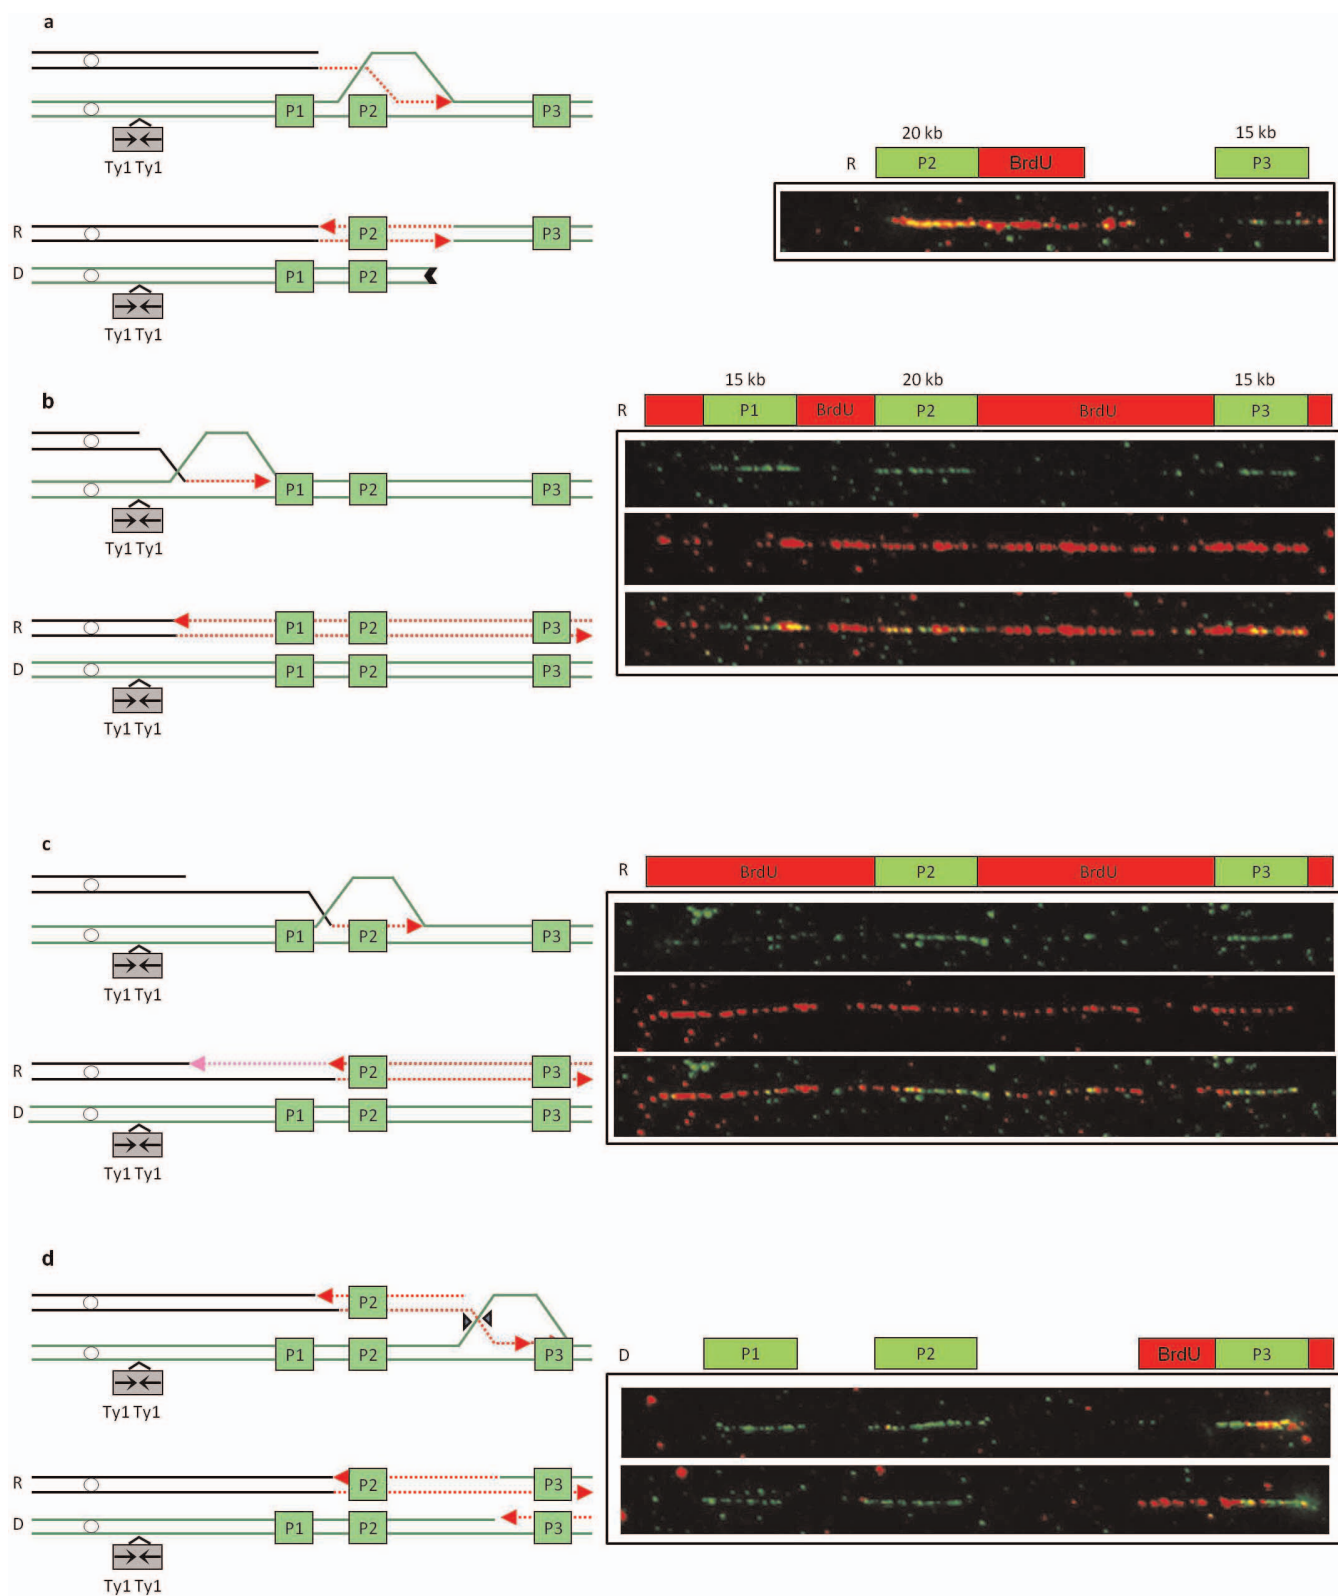 a
P1 P2 P3
Ty1 Ty1
R P2 P3
D P1 P2
Ty1 Ty1
20 kb 15 kb
R P2 BrdU P3
b
P1 P2 P3
Ty1 Ty1
R P1 P2 P3
D P1 P2 P3
Ty1 Ty1
15 kb 20 kb 15 kb
R P1 BrdU P2 BrdU P3
c
P1 P2 P3
Ty1 Ty1
R P2 P3
D P1 P2 P3
Ty1 Ty1
R BrdU P2 BrdU P3
d
P2
P1 P2 P3
Ty1 Ty1
R P2 P3
D P1 P2 P3
Ty1 Ty1
D P1 P2 BrdU P3